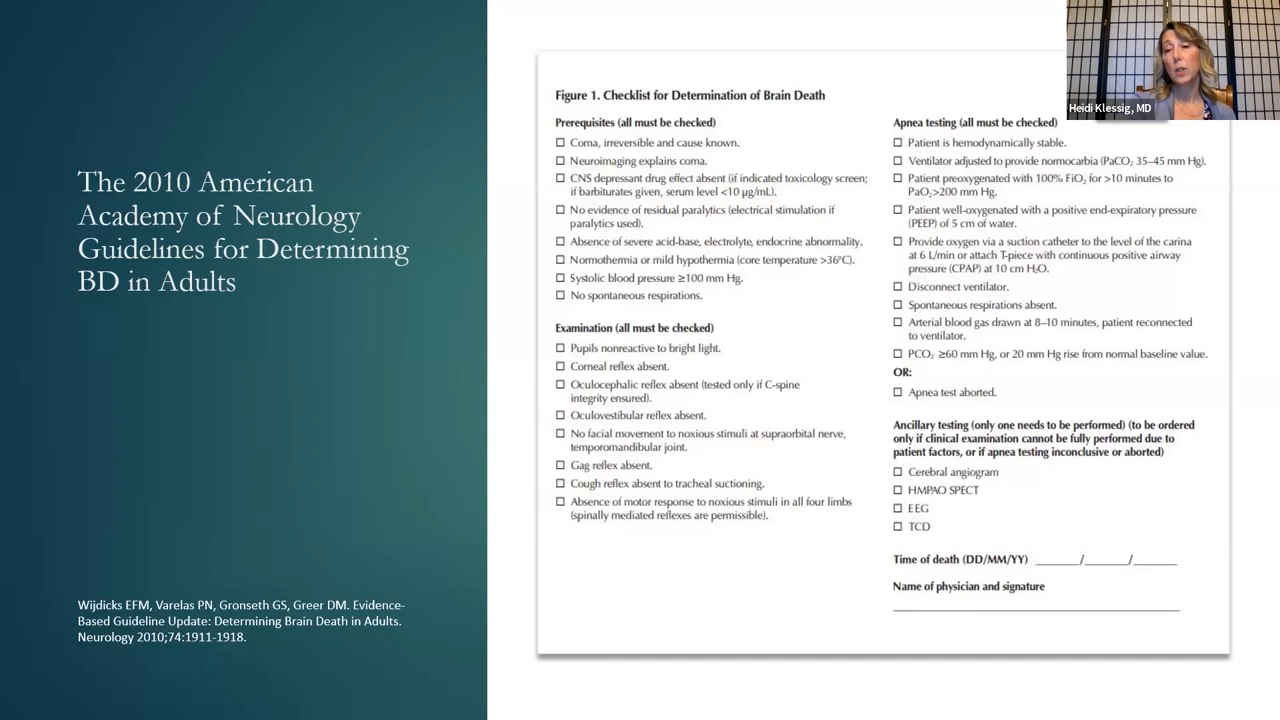 The 2010 American
Academy of Neurology
Guidelines for Determining
BD in Adults
Wijdicks EFM, Varelas PN, Gronseth GS, Greer DM. Evidence-
Based Guideline Update: Determining Brain Death in Adults.
Neurology 2010;74:1911-1918.
Figure 1. Checklist for Determination of Brain Death
Prerequisites (all must be checked)
☐ Coma, irreversible and cause known.
☐ Neuroimaging explains coma.
☐ CNS depressant drug effect absent (if indicated toxicology screen;
if barbiturates given, serum level <10 µg/mL).
☐ No evidence of residual paralytics (electrical stimulation if
paralytics used).
☐ Absence of severe acid-base, electrolyte, endocrine abnormality.
☐ Normothermia or mild hypothermia (core temperature >36°C).
☐ Systolic blood pressure ≥100 mm Hg.
☐ No spontaneous respirations.
Examination (all must be checked)
☐ Pupils nonreactive to bright light.
☐ Corneal reflex absent.
☐ Oculocephalic reflex absent (tested only if C-spine
integrity ensured).
☐ Oculovestibular reflex absent.
☐ No facial movement to noxious stimuli at supraorbital nerve,
temporomandibular joint.
☐ Gag reflex absent.
☐ Cough reflex absent to tracheal suctioning.
☐ Absence of motor response to noxious stimuli in all four limbs
(spinally mediated reflexes are permissible).
Apnea testing (all must be checked)
☐ Patient is hemodynamically stable.
☐ Ventilator adjusted to provide normocarbia (PaCO₂ 35–45 mm Hg).
☐ Patient preoxygenated with 100% FiO₂ for >10 minutes to
PaO₂>200 mm Hg.
☐ Patient well-oxygenated with a positive end-expiratory pressure
(PEEP) of 5 cm of water.
☐ Provide oxygen via a suction catheter to the level of the carina
at 6 L/min or attach T-piece with continuous positive airway
pressure (CPAP) at 10 cm H₂O.
☐ Disconnect ventilator.
☐ Spontaneous respirations absent.
☐ Arterial blood gas drawn at 8–10 minutes, patient reconnected
to ventilator.
☐ PCO₂ ≥60 mm Hg, or 20 mm Hg rise from normal baseline value.
OR:
☐ Apnea test aborted.
Ancillary testing (only one needs to be performed) (to be ordered
only if clinical examination cannot be fully performed due to
patient factors, or if apnea testing inconclusive or aborted)
☐ Cerebral angiogram
☐ HMPAO SPECT
☐ EEG
☐ TCD
Time of death (DD/MM/YY) _______/_______/_______
Name of physician and signature
Heidi Klessig, MD